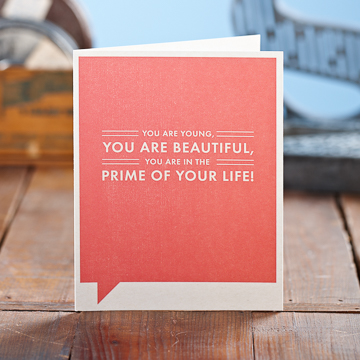 YOU ARE YOUNG,
YOU ARE BEAUTIFUL,
YOU ARE IN THE
PRIME OF YOUR LIFE!